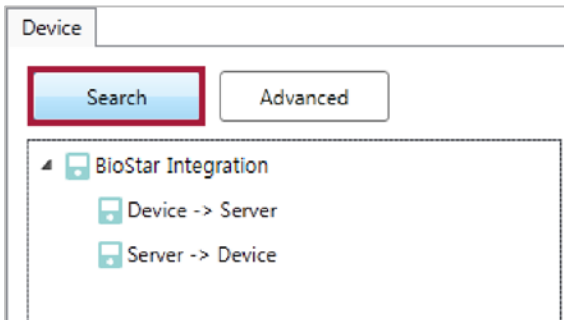 Device
Search Advanced
BioStar Integration
Device -> Server
Server -> Device